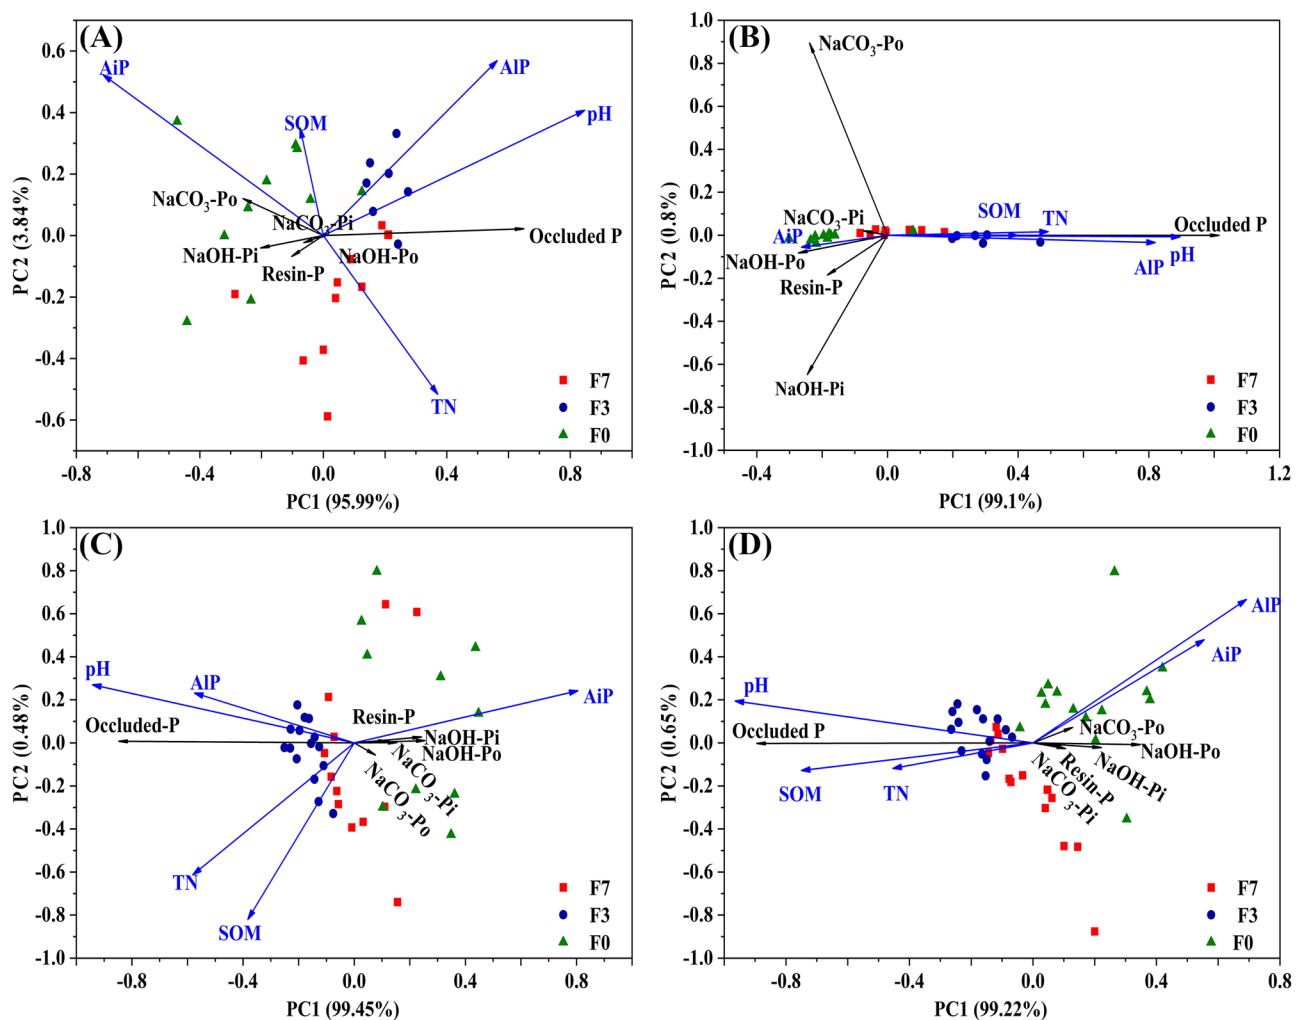 (A)
0.6
0.4
0.2
0.0
-0.2
-0.4
-0.6
PC2 (3.84%)
AiP
AlP
pH
SOM
NaCO3-Po
NaCO3-Pi
Occluded P
NaOH-Pi
NaOH-Po
Resin-P
TN
F7
F3
F0
-0.8
-0.4
0.0
0.4
0.8
PC1 (95.99%)
(B)
1.0
0.8
0.6
0.4
0.2
0.0
-0.2
-0.4
-0.6
-0.8
-1.0
PC2 (0.8%)
NaCO3-Po
NaCO3-Pi
SOM
TN
Occluded P
AiP
NaOH-Po
pH
AlP
Resin-P
NaOH-Pi
F7
F3
F0
-0.4
0.0
0.4
0.8
1.2
PC1 (99.1%)
(C)
1.0
0.8
0.6
0.4
0.2
0.0
-0.2
-0.4
-0.6
-0.8
-1.0
PC2 (0.48%)
pH
AlP
AiP
Occluded-P
Resin-P
NaOH-Pi
NaOH-Po
NaCO3-Pi
NaCO3-Po
TN
SOM
F7
F3
F0
-0.8
-0.4
0.0
0.4
0.8
PC1 (99.45%)
(D)
1.0
0.8
0.6
0.4
0.2
0.0
-0.2
-0.4
-0.6
-0.8
-1.0
PC2 (0.65%)
AlP
AiP
pH
Occluded P
NaCO3-Po
NaOH-Po
NaOH-Pi
Resin-P
NaCO3-Pi
SOM
TN
F7
F3
F0
-0.8
-0.4
0.0
0.4
0.8
PC1 (99.22%)